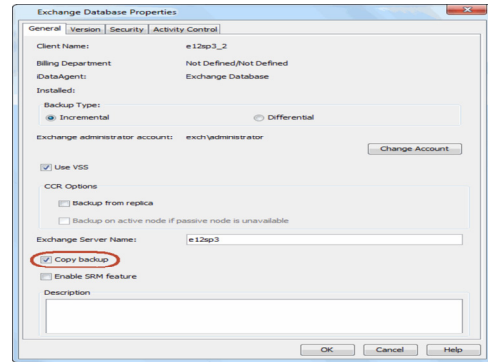 Exchange Database Properties
General Version Security Activity Control
Client Name: e12sp3_2
Billing Department Not Defined/Not Defined
iDataAgent: Exchange Database
Installed:
Backup Type:
Incremental Differential
Exchange administrator account: exch\administrator
Change Account
Use VSS
CCR Options
Backup from replica
Backup on active node if passive node is unavailable
Exchange Server Name: e12sp3
Copy backup
Enable SRM feature
Description
OK Cancel Help